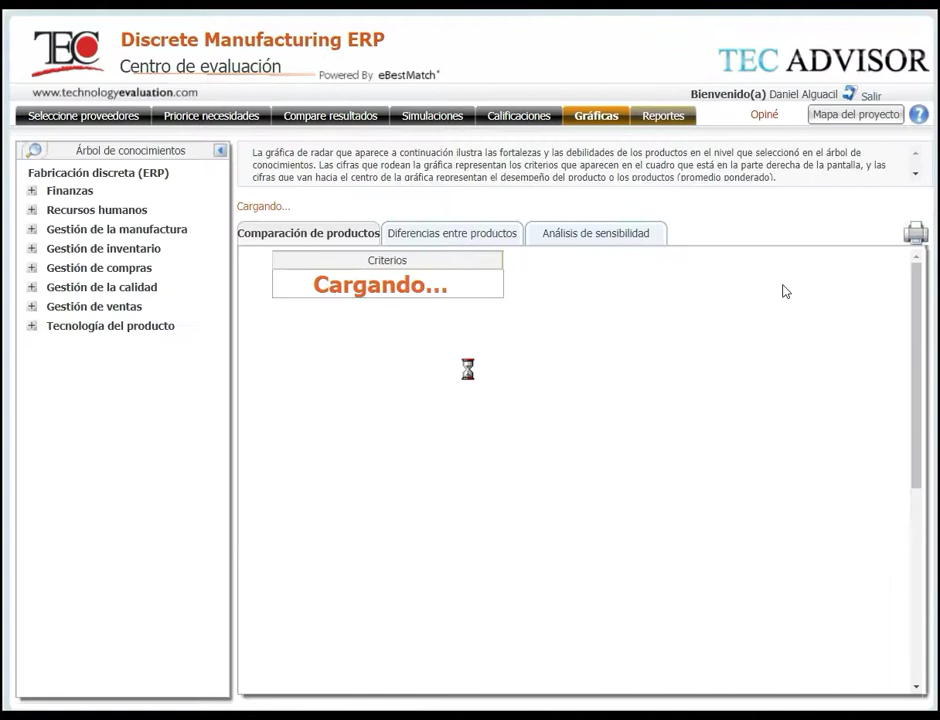 TEC
Discrete Manufacturing ERP
Centro de evaluación
Powered By eBestMatch
www.technologyevaluation.com
TEC ADVISOR
Bienvenido(a) Daniel Alguacil Salir
Seleccione proveedores Priorice necesidades Compare resultados Simulaciones Calificaciones Gráficas Reportes Opiné Mapa del proyecto ?
Árbol de conocimientos
Fabricación discreta (ERP)
Finanzas
Recursos humanos
Gestión de la manufactura
Gestión de inventario
Gestión de compras
Gestión de la calidad
Gestión de ventas
Tecnología del producto
La gráfica de radar que aparece a continuación ilustra las fortalezas y las debilidades de los productos en el nivel que seleccionó en el árbol de
conocimientos. Las cifras que rodean la gráfica representan los criterios que aparecen en el cuadro que está en la parte derecha de la pantalla, y las
cifras que van hacia el centro de la gráfica representan el desempeño del producto o los productos (promedio ponderado).
Cargando...
Comparación de productos Diferencias entre productos Análisis de sensibilidad
Criterios
Cargando...